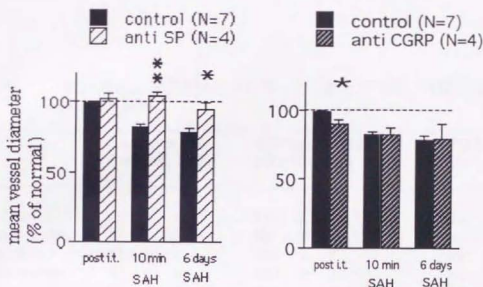 control (N=7)
anti SP (N=4)
mean vessel diameter
(% of normal)
100
50
0
**
*
post i.t.
10 min
SAH
6 days
SAH
control (N=7)
anti CGRP (N=4)
100
50
0
*
post i.t.
10 min
SAH
6 days
SAH